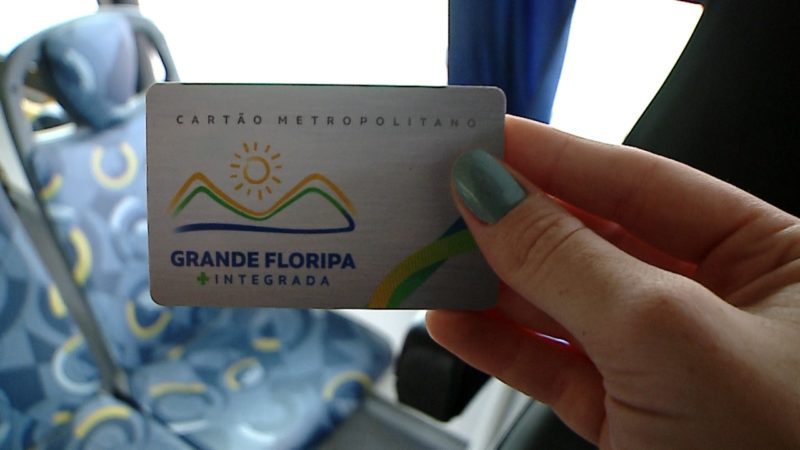 CARTÃO METROPOLITANO
GRANDE FLORIPA
+INTEGRADA